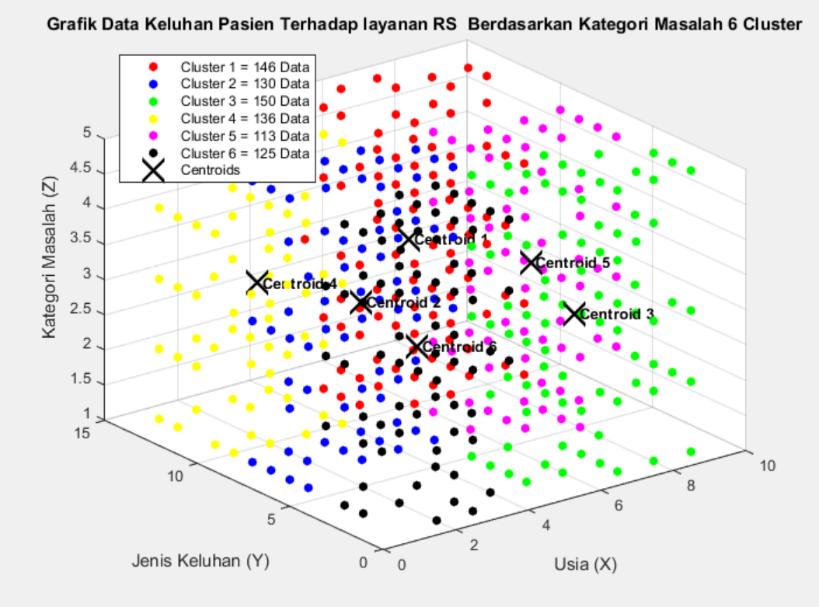 Grafik Data Keluhan Pasien Terhadap layanan RS Berdasarkan Kategori Masalah 6 Cluster
Cluster 1 = 146 Data
Cluster 2 = 130 Data
Cluster 3 = 150 Data
Cluster 4 = 136 Data
Cluster 5 = 113 Data
Cluster 6 = 125 Data
Centroids
Kategori Masalah (Z)
5
4.5
4
3.5
3
2.5
2
1.5
1
Centroid 1
Centroid 5
Centroid 4
Centroid 2
Centroid 3
Centroid 6
15
10
5
0
Jenis Keluhan (Y)
0
2
4
6
8
10
Usia (X)